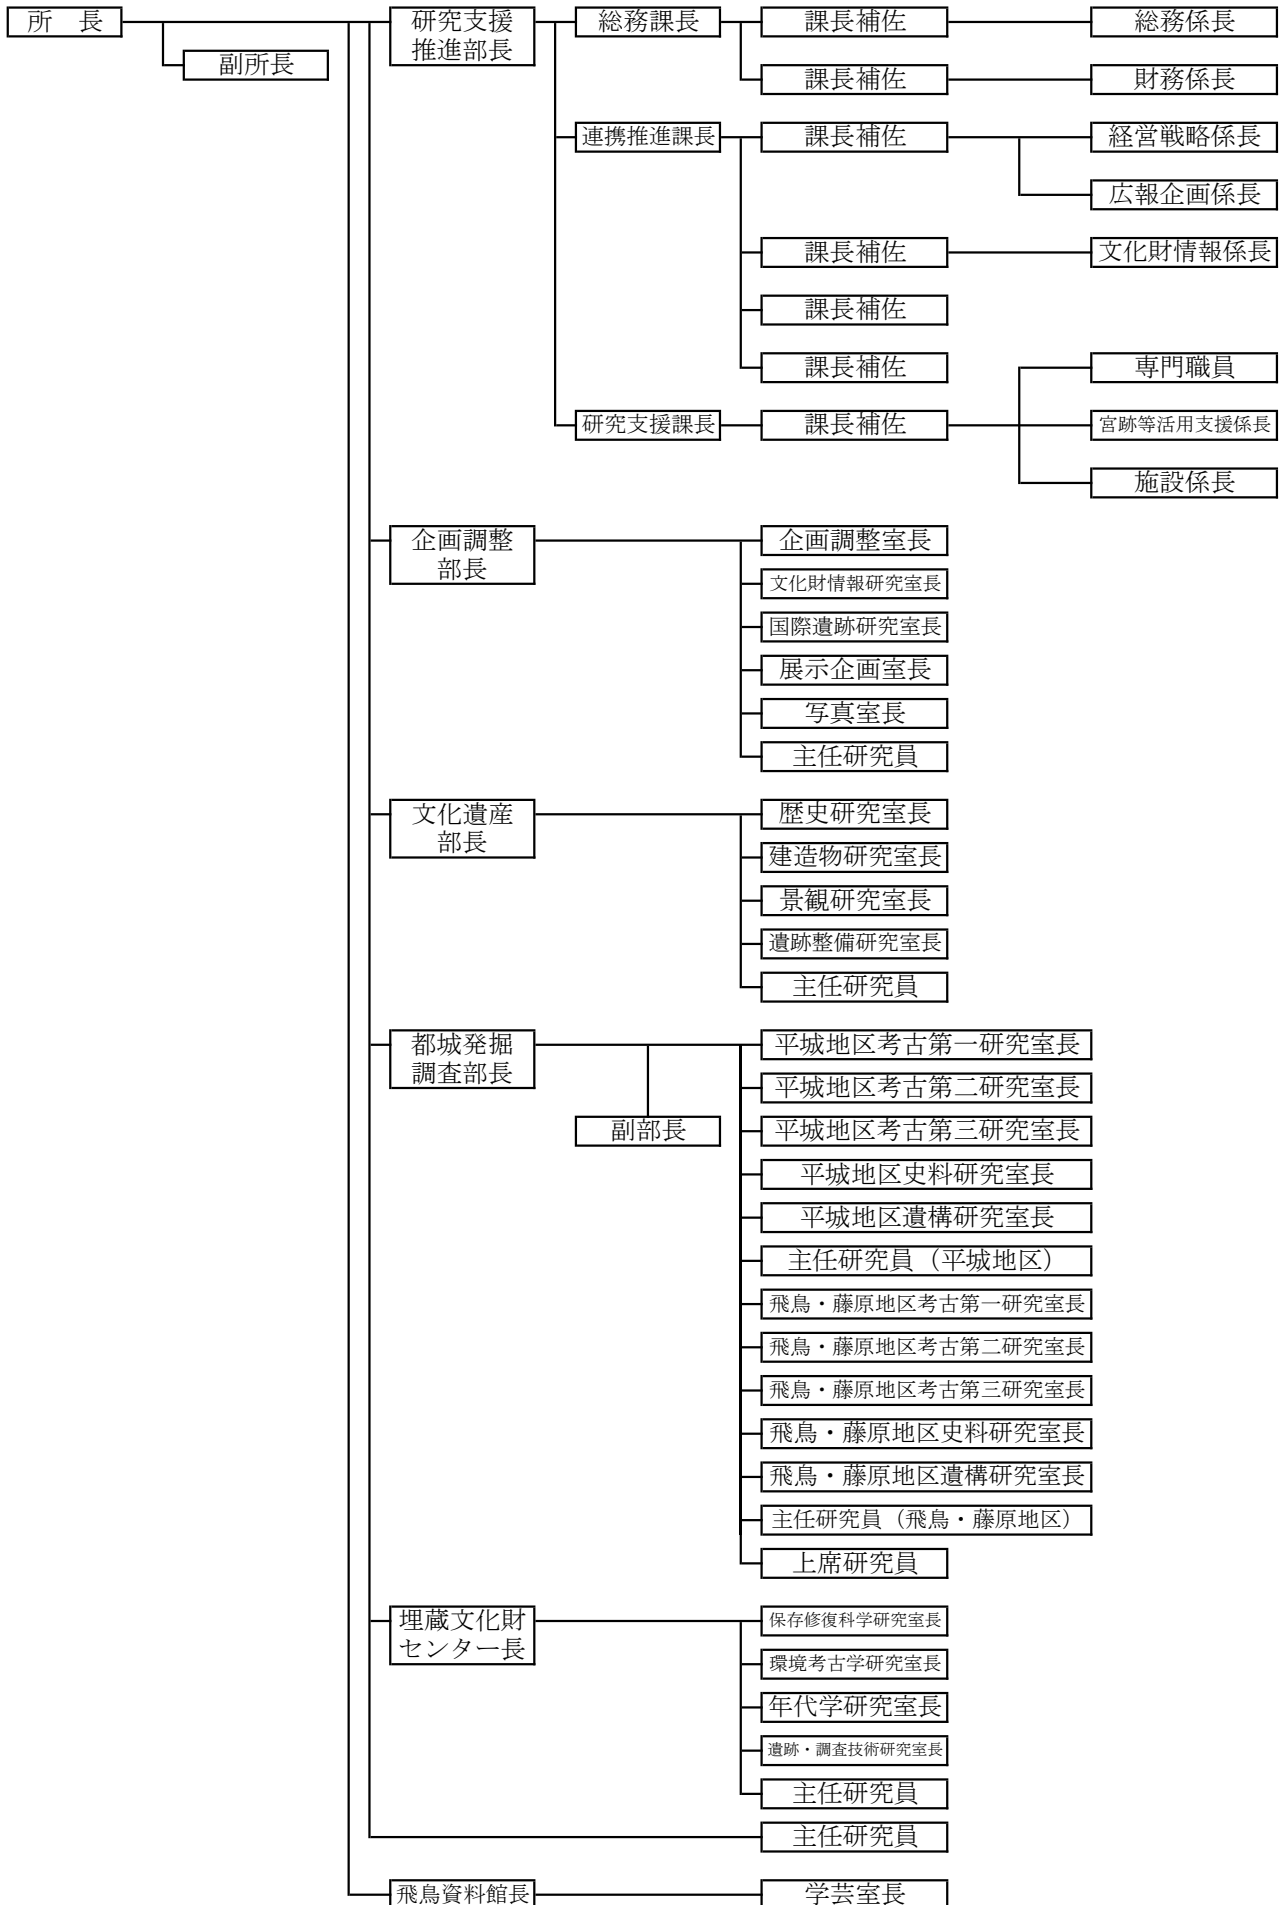 所　長
副所長
研究支援
推進部長
総務課長
課長補佐
総務係長
課長補佐
財務係長
連携推進課長
課長補佐
経営戦略係長
広報企画係長
課長補佐
文化財情報係長
課長補佐
課長補佐
専門職員
研究支援課長
課長補佐
宮跡等活用支援係長
施設係長
企画調整
部長
企画調整室長
文化財情報研究室長
国際遺跡研究室長
展示企画室長
写真室長
主任研究員
文化遺産
部長
歴史研究室長
建造物研究室長
景観研究室長
遺跡整備研究室長
主任研究員
都城発掘
調査部長
副部長
平城地区考古第一研究室長
平城地区考古第二研究室長
平城地区考古第三研究室長
平城地区史料研究室長
平城地区遺構研究室長
主任研究員（平城地区）
飛鳥・藤原地区考古第一研究室長
飛鳥・藤原地区考古第二研究室長
飛鳥・藤原地区考古第三研究室長
飛鳥・藤原地区史料研究室長
飛鳥・藤原地区遺構研究室長
主任研究員（飛鳥・藤原地区）
上席研究員
埋蔵文化財
センター長
保存修復科学研究室長
環境考古学研究室長
年代学研究室長
遺跡・調査技術研究室長
主任研究員
主任研究員
飛鳥資料館長
学芸室長